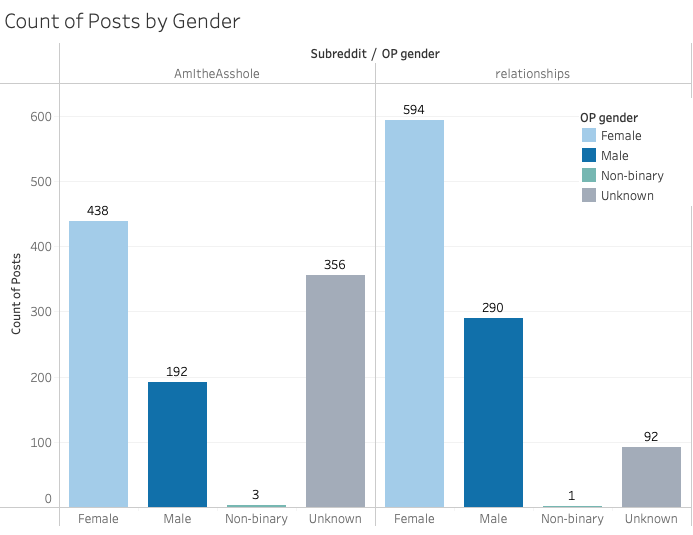 Count of Posts by Gender
Subreddit / OP gender
AmItheAsshole
relationships
OP gender
Female
Male
Non-binary
Unknown
Count of Posts
600
500
400
300
200
100
0
438
192
3
356
594
290
1
92
Female Male Non-binary Unknown Female Male Non-binary Unknown